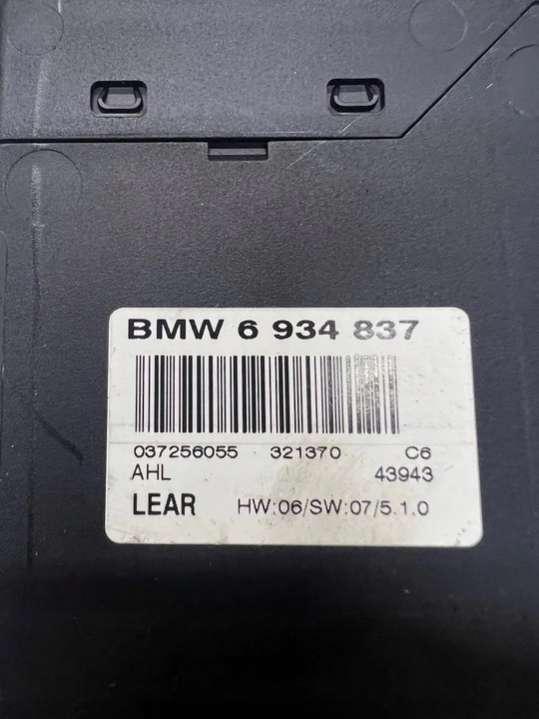 BMW 6 934 837
037256055 321370 C6
AHL 43943
LEAR HW:06/SW:07/5.1.0